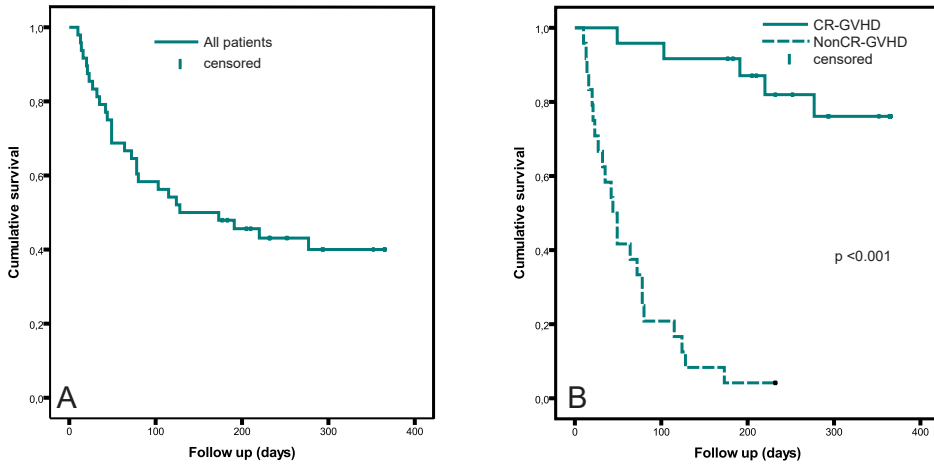 All patients
censored
1,0
0,8
0,6
0,4
0,2
0,0
Cumulative survival
A
0 100 200 300 400
Follow up (days)
CR-GVHD
NonCR-GVHD
censored
1,0
0,8
0,6
0,4
0,2
0,0
Cumulative survival
p <0.001
B
0 100 200 300 400
Follow up (days)